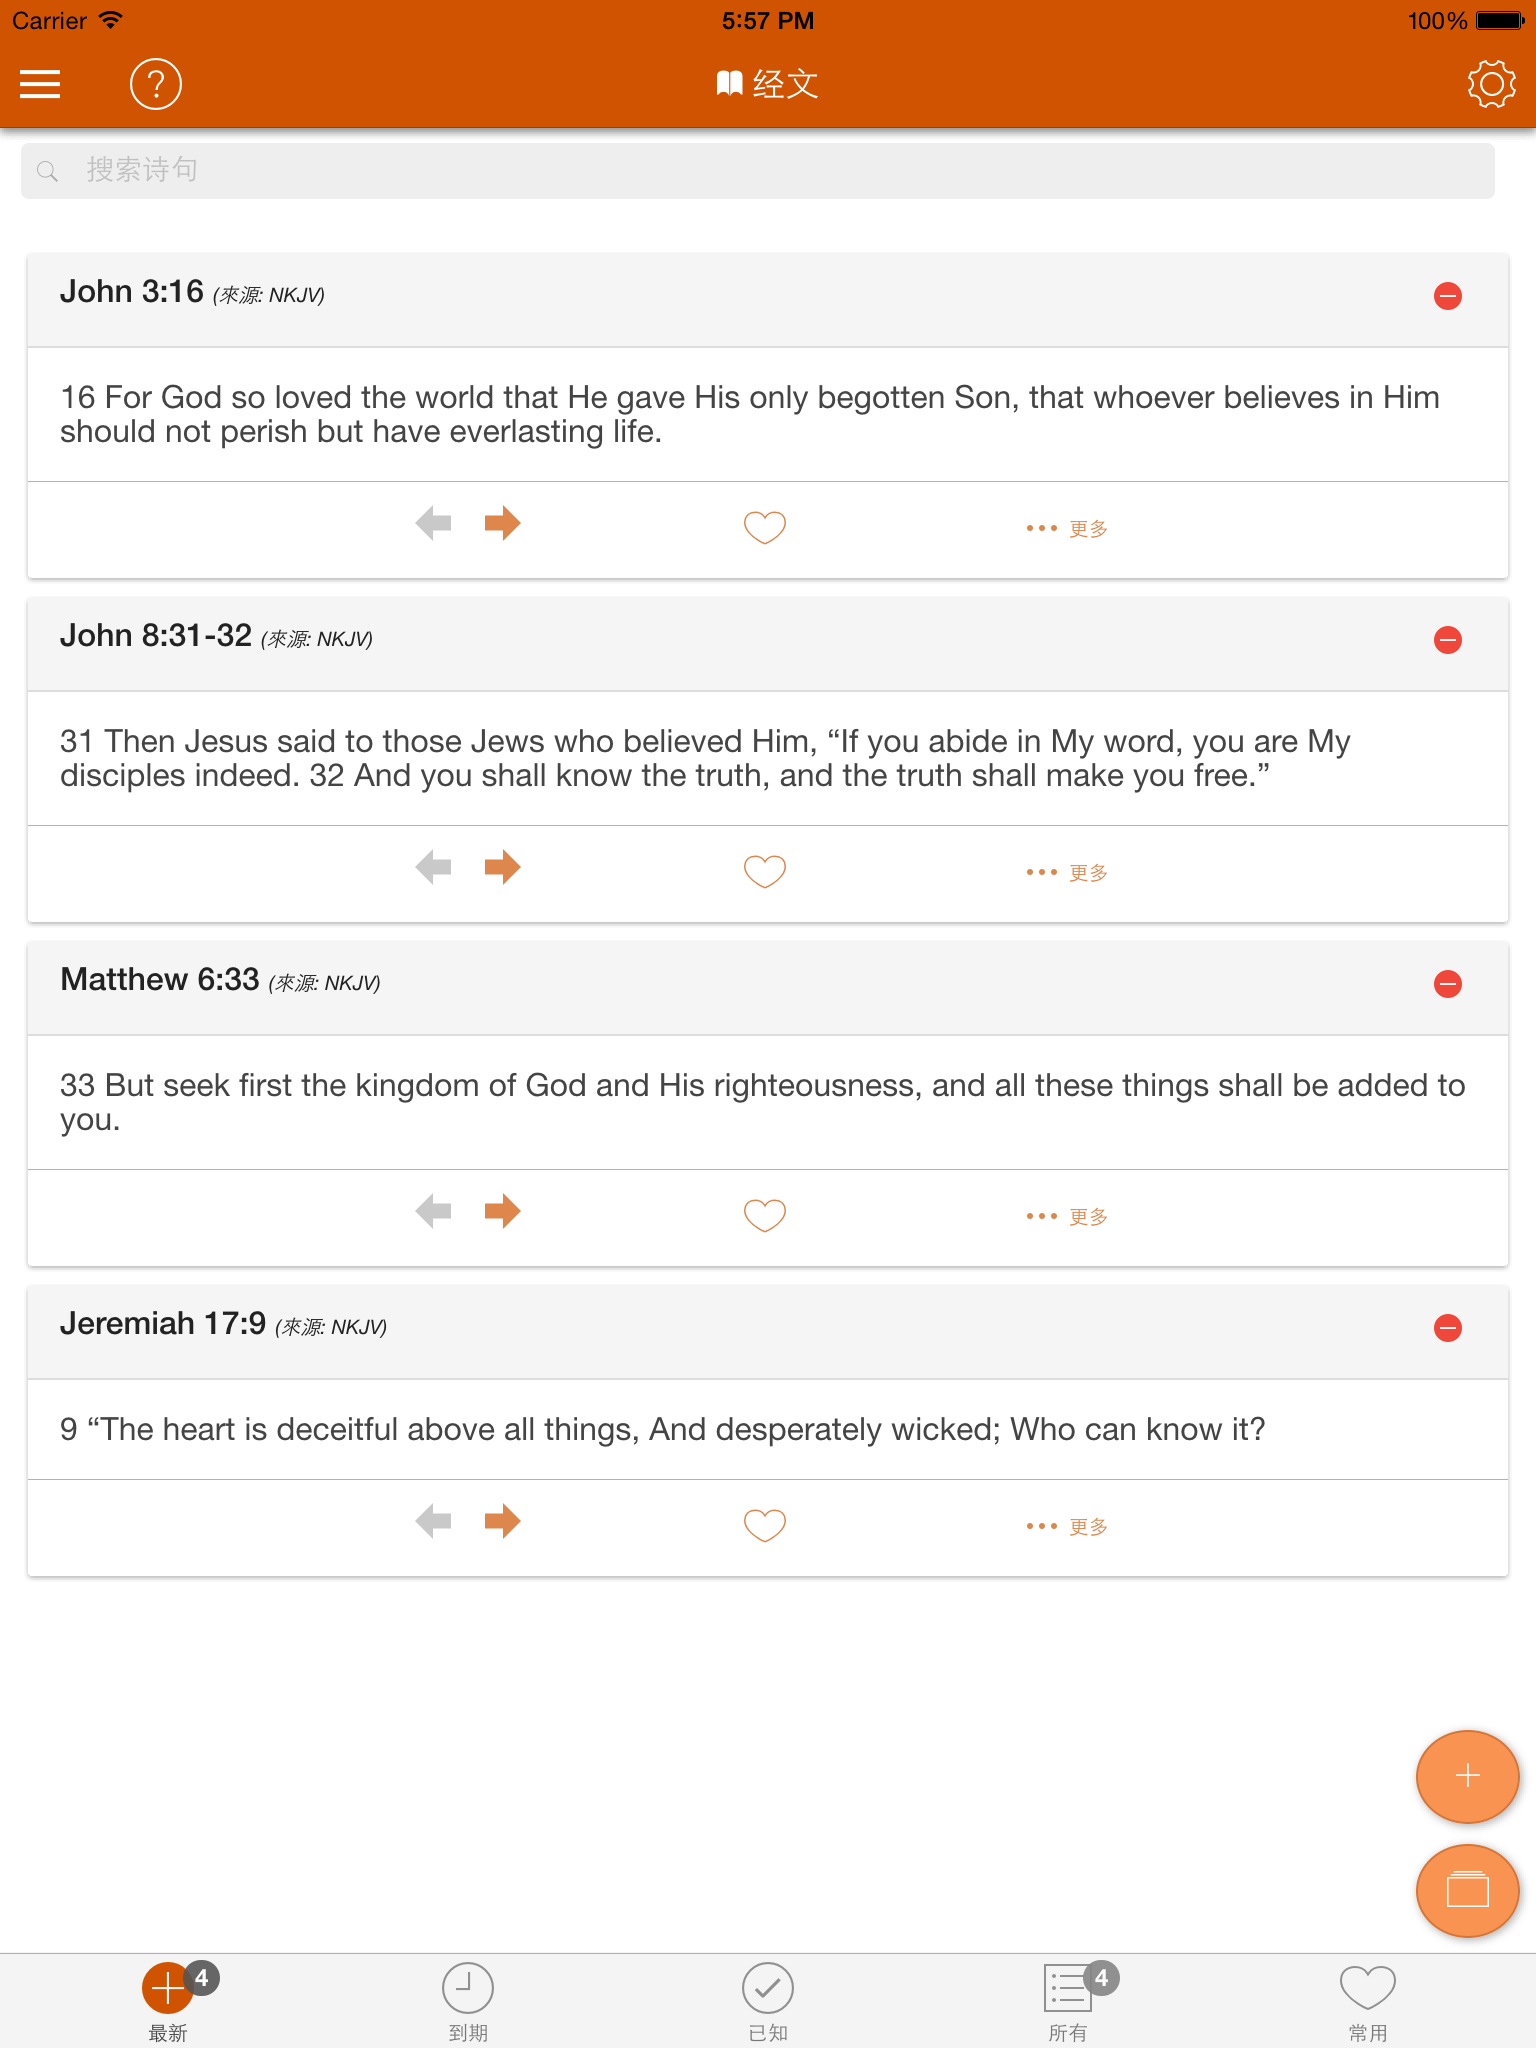 Carrier 5:57 PM 100%
? 经文
搜索诗句
John 3:16 (來源: NKJV)
16 For God so loved the world that He gave His only begotten Son, that whoever believes in Him
should not perish but have everlasting life.
更多
John 8:31-32 (來源: NKJV)
31 Then Jesus said to those Jews who believed Him, “If you abide in My word, you are My
disciples indeed. 32 And you shall know the truth, and the truth shall make you free.”
更多
Matthew 6:33 (來源: NKJV)
33 But seek first the kingdom of God and His righteousness, and all these things shall be added to
you.
更多
Jeremiah 17:9 (來源: NKJV)
9 “The heart is deceitful above all things, And desperately wicked; Who can know it?
更多
4 4
最新 到期 已知 所有 常用